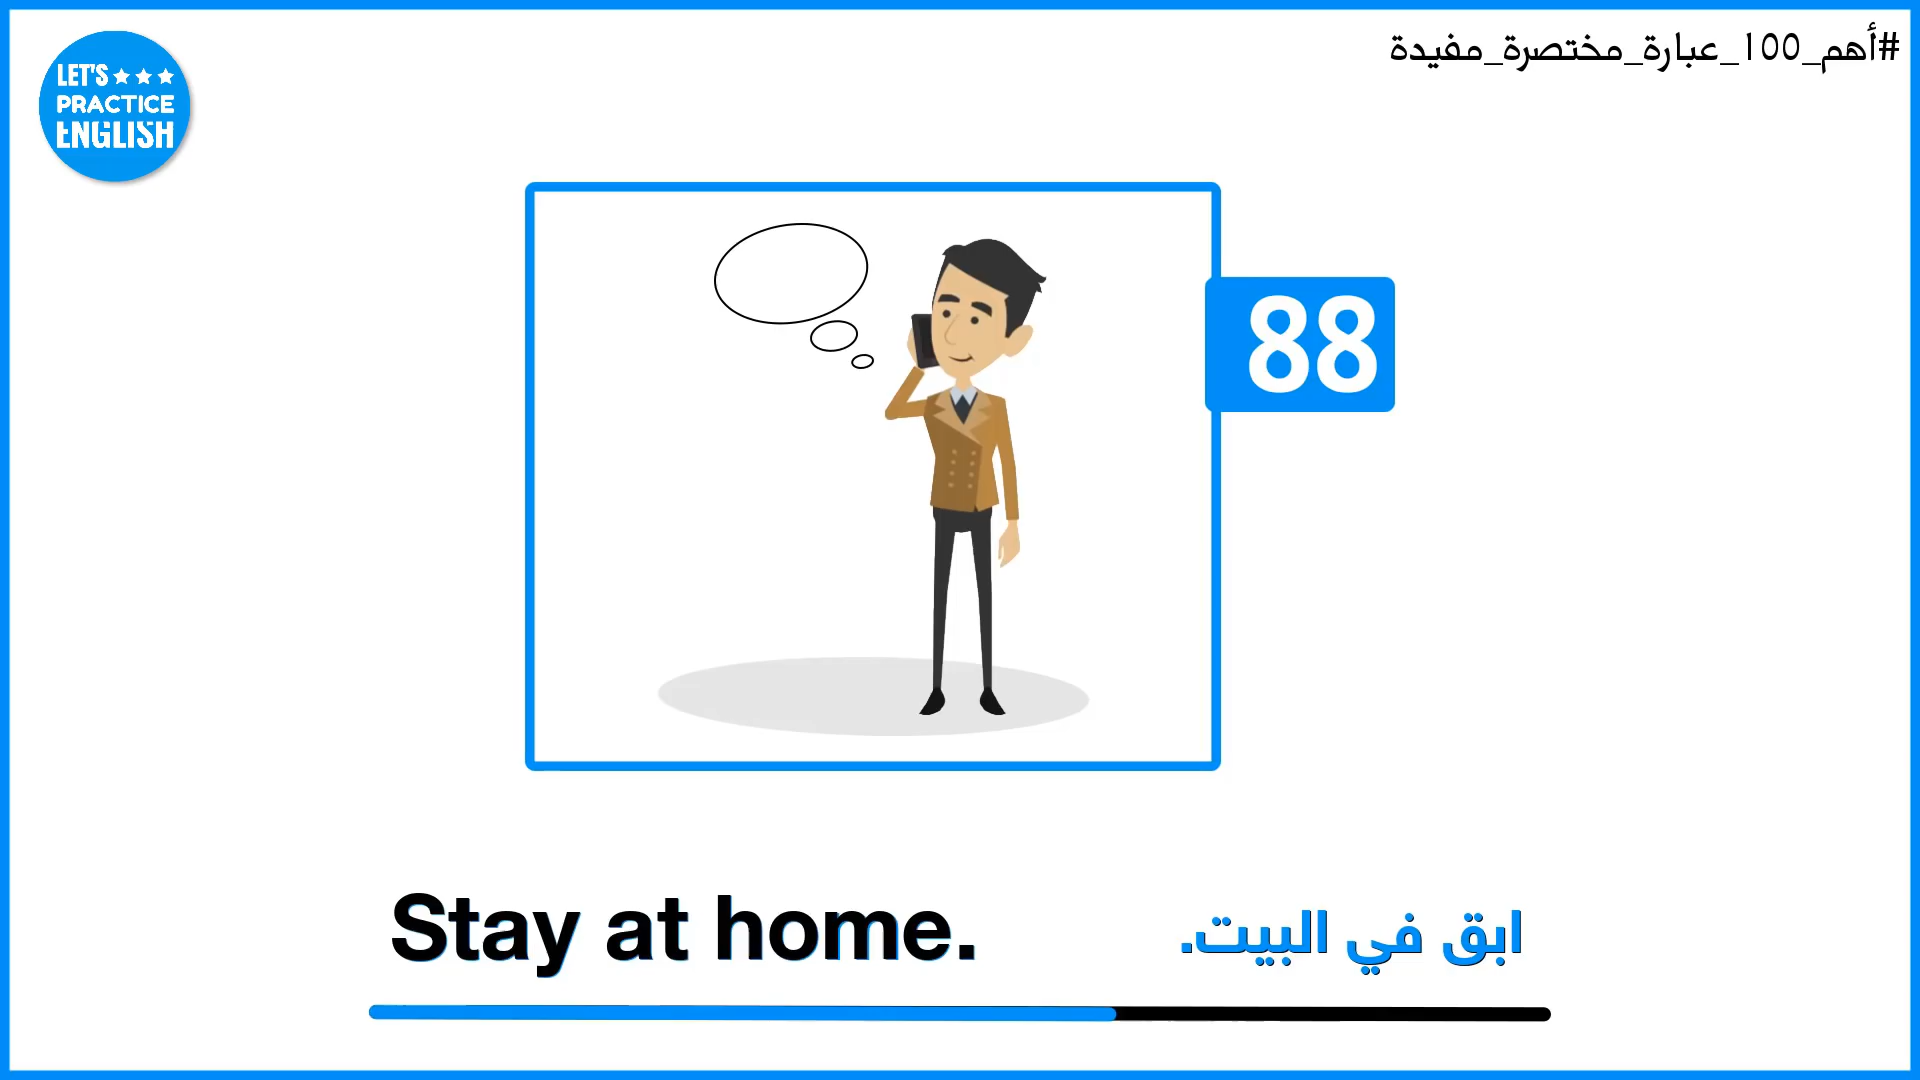 #أهم_100_عبارة_مختصرة_مفيدة
LET'S
PRACTICE
ENGLISH
88
Stay at home.
ابق في البيت.